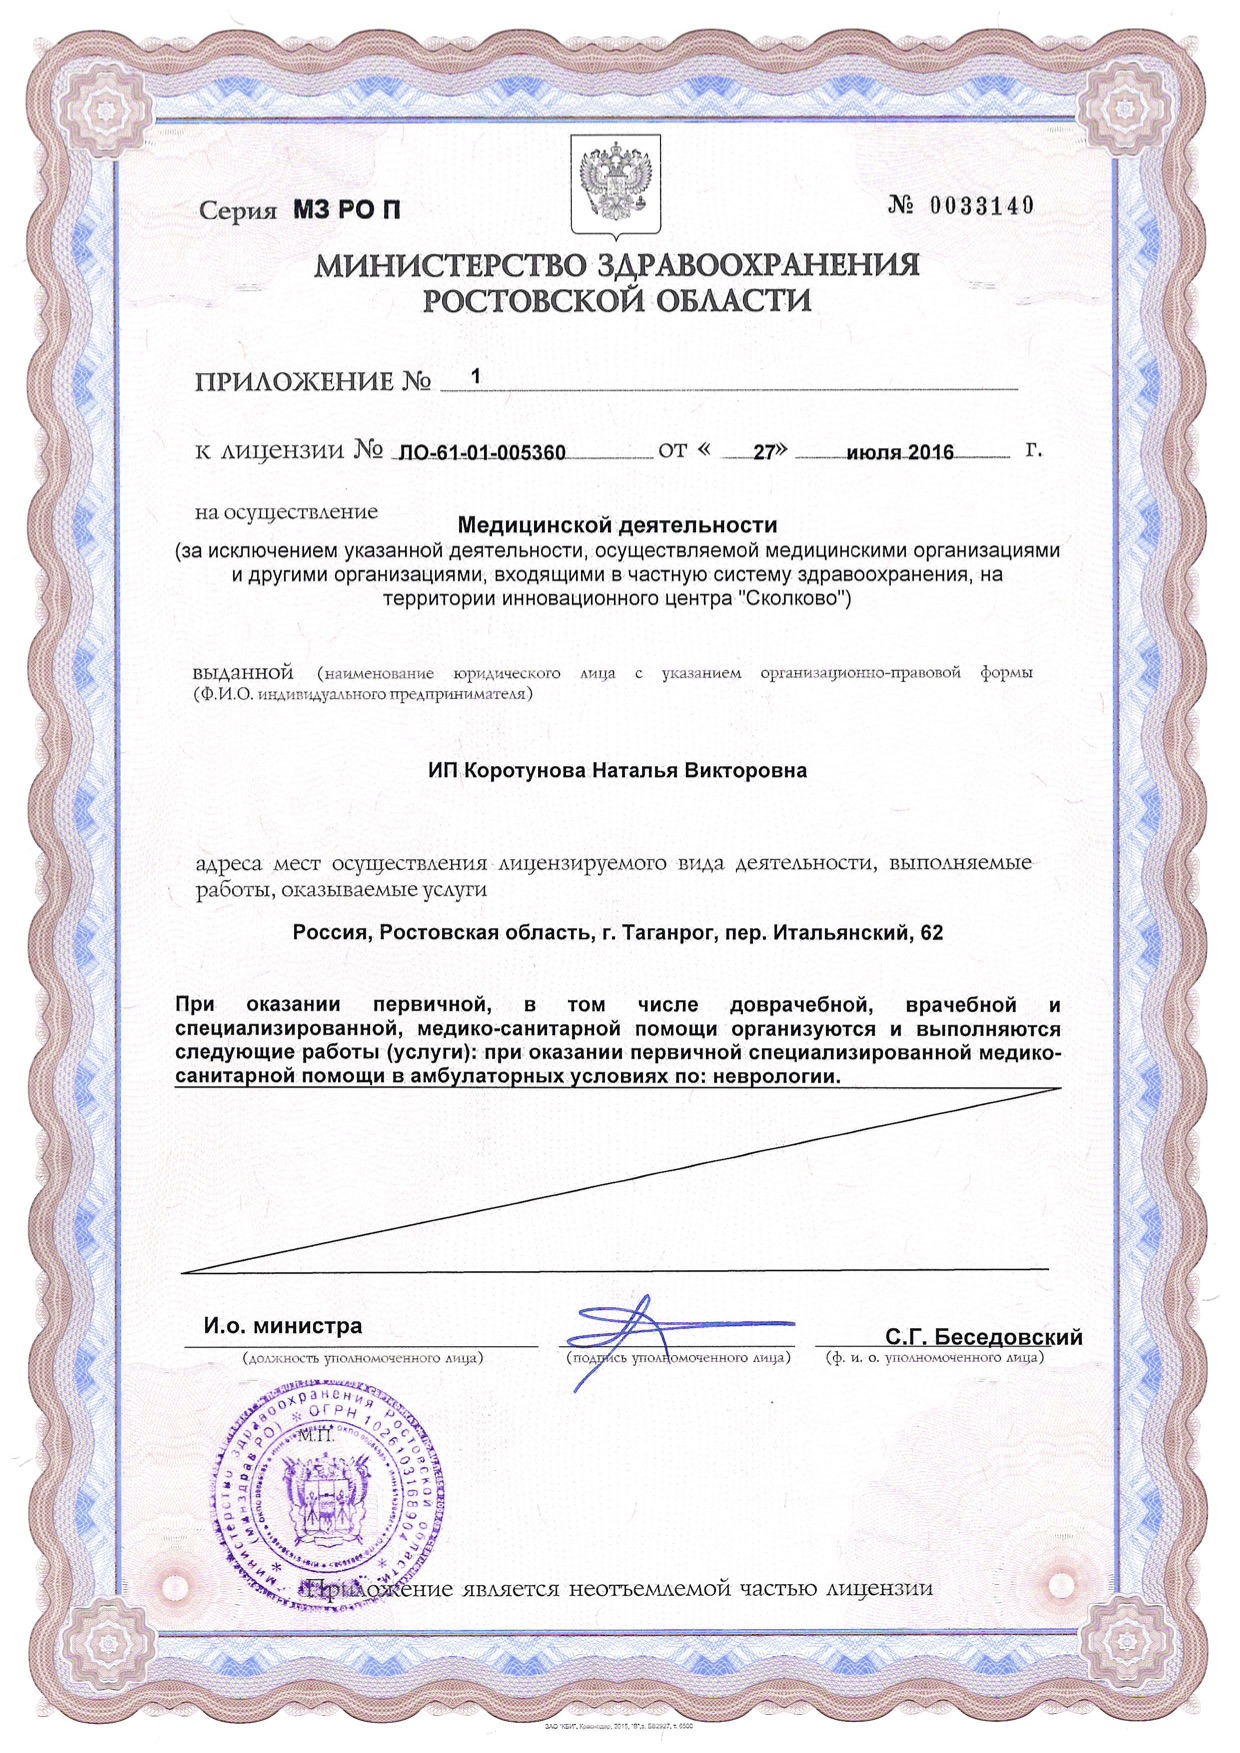 Серия МЗ РО П
№ 0033140
МИНИСТЕРСТВО ЗДРАВООХРАНЕНИЯ
РОСТОВСКОЙ ОБЛАСТИ
ПРИЛОЖЕНИЕ № 1
к лицензии № ЛО-61-01-005360 от « 27» июля 2016 г.
на осуществление
Медицинской деятельности
(за исключением указанной деятельности, осуществляемой медицинскими организациями
и другими организациями, входящими в частную систему здравоохранения, на
территории инновационного центра "Сколково")
выданной (наименование юридического лица с указанием организационно-правовой формы
(Ф.И.О. индивидуального предпринимателя)
ИП Коротунова Наталья Викторовна
адреса мест осуществления лицензируемого вида деятельности, выполняемые
работы, оказываемые услуги
Россия, Ростовская область, г. Таганрог, пер. Итальянский, 62
При оказании первичной, в том числе доврачебной, врачебной и
специализированной, медико-санитарной помощи организуются и выполняются
следующие работы (услуги): при оказании первичной специализированной медико-
санитарной помощи в амбулаторных условиях по: неврологии.
И.о. министра
С.Г. Беседовский
(должность уполномоченного лица)
(подпись уполномоченного лица)
(ф. и. о. уполномоченного лица)
Министерство здравоохранения Ростовской области
(Минздрав РО) * ОГРН 1026103168904 *
М.П.
Приложение является неотъемлемой частью лицензии
ЗАО "КБИ", Краснодар, 2015, "В",